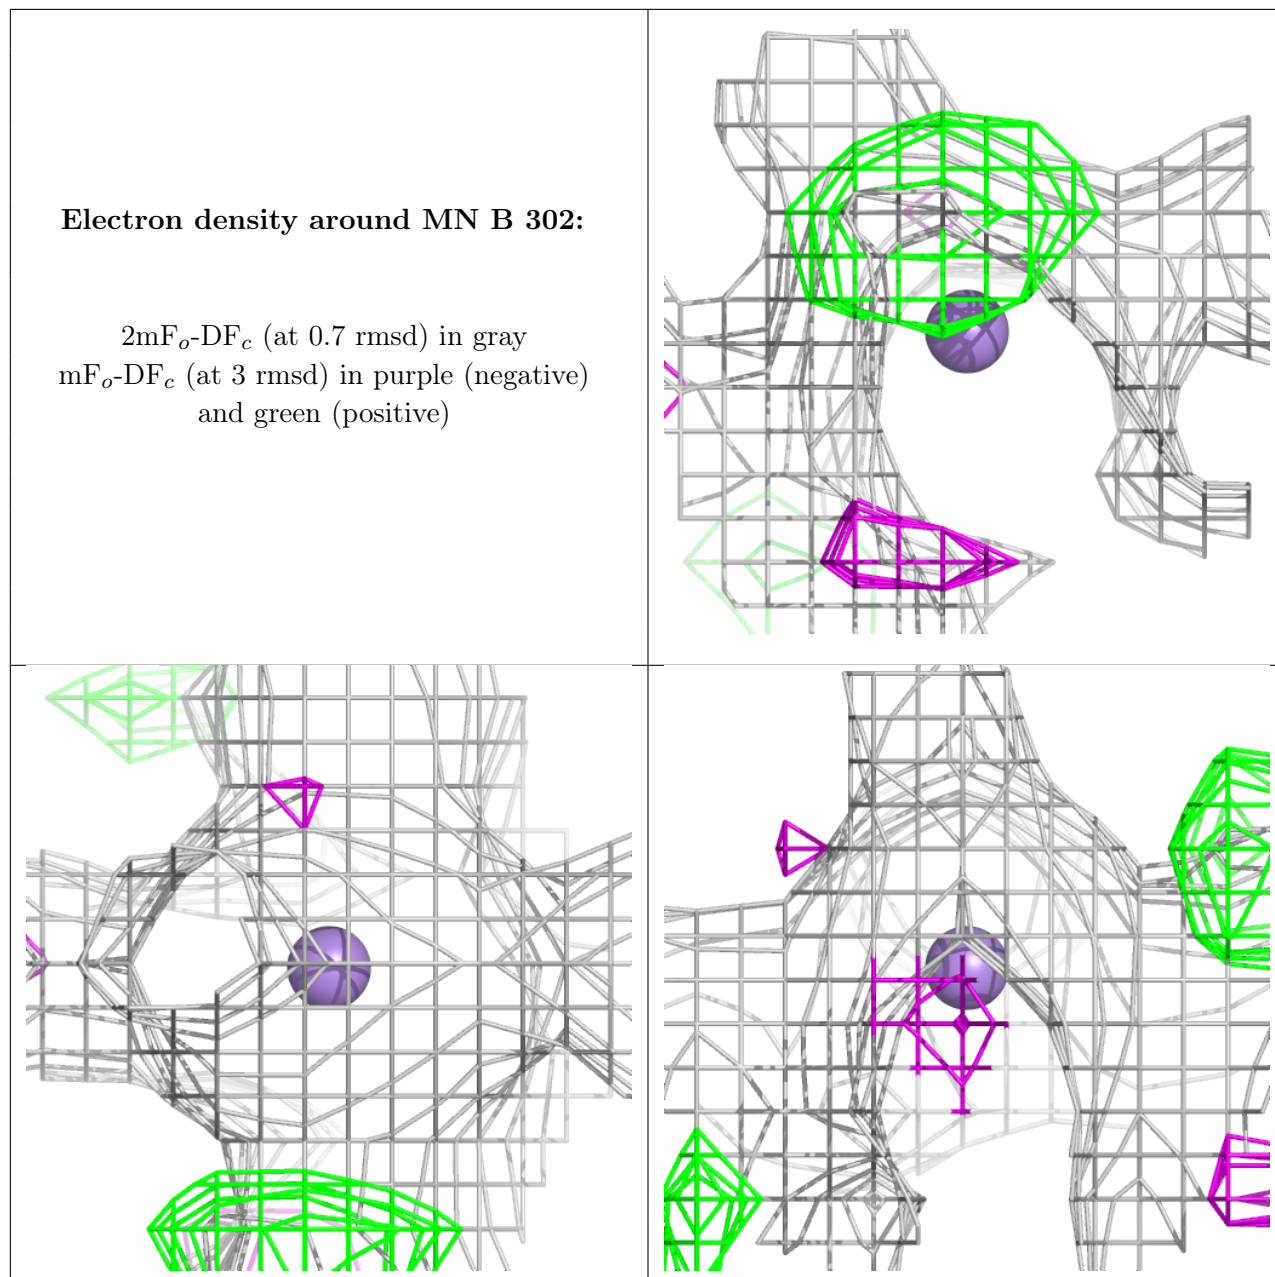 Electron density around MN B 302:
2mFo-DFc (at 0.7 rmsd) in gray
mFo-DFc (at 3 rmsd) in purple (negative)
and green (positive)